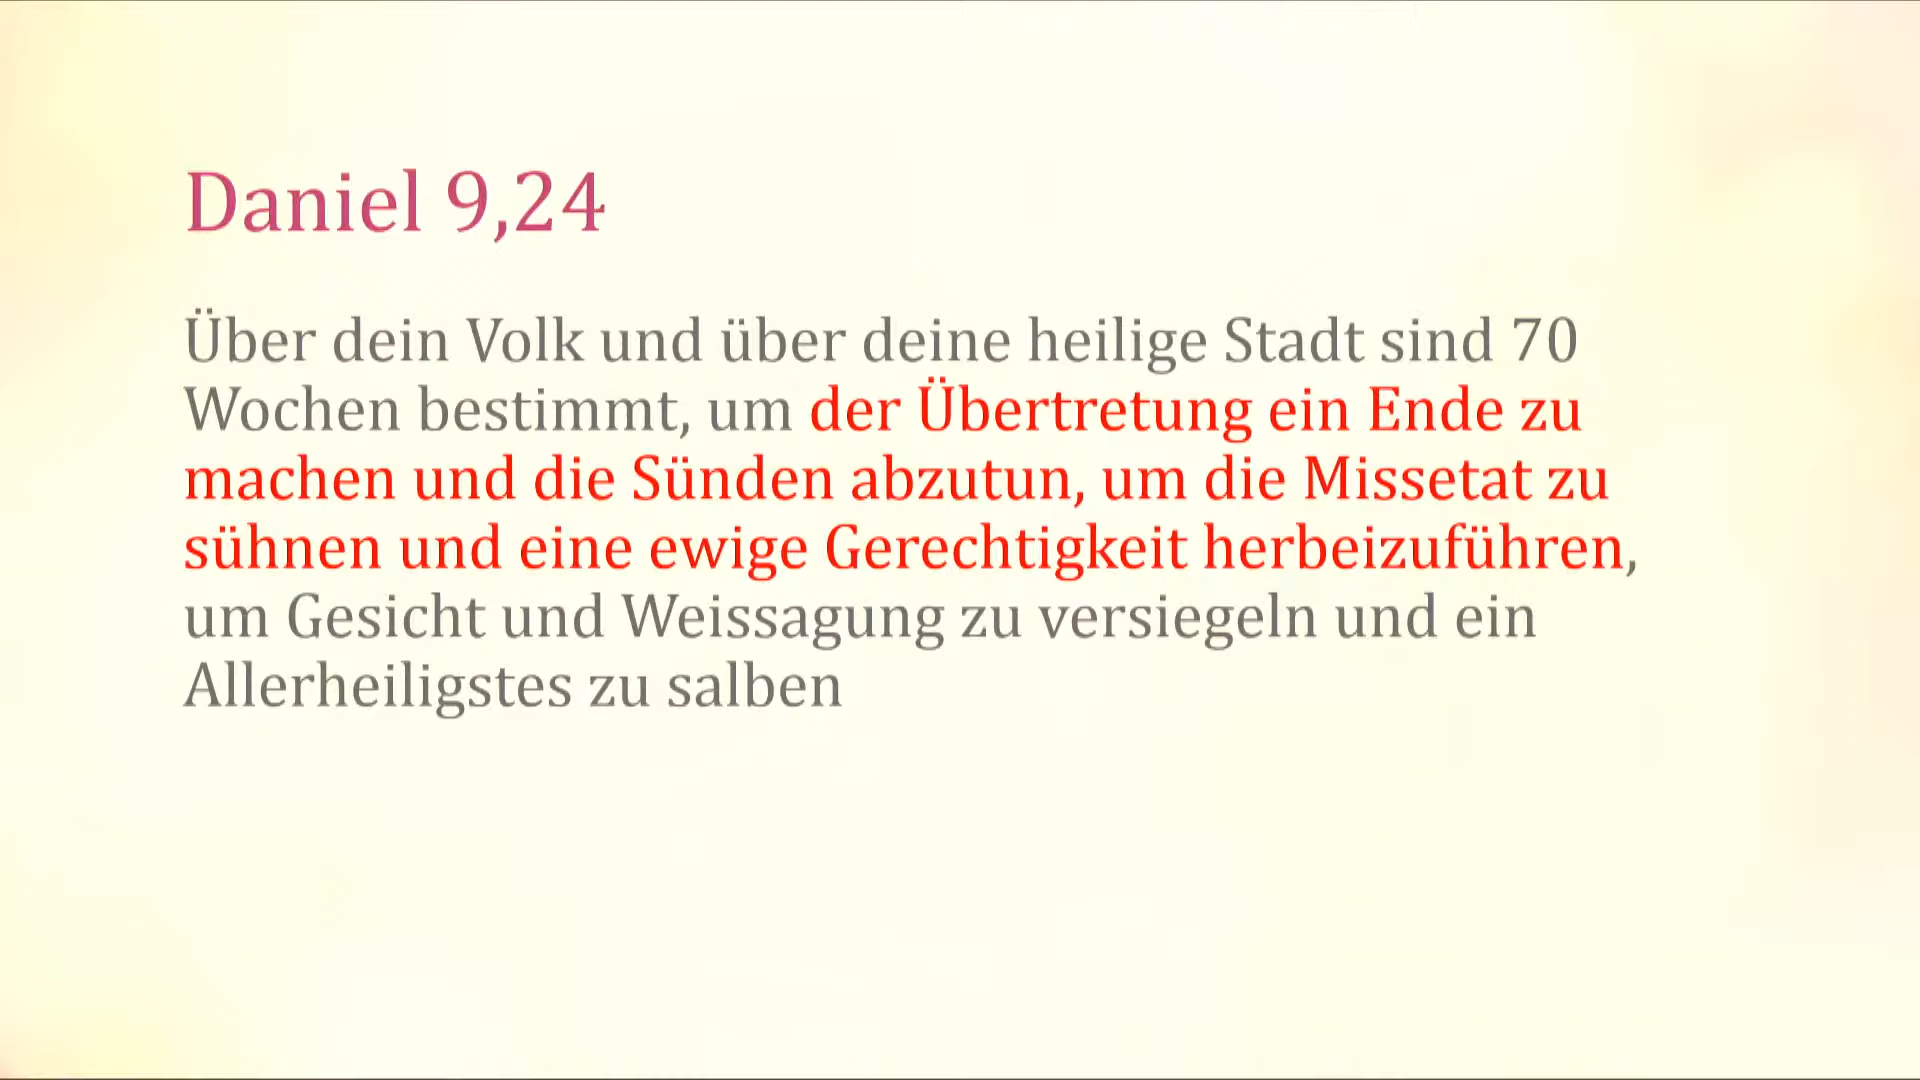 Daniel 9,24
Über dein Volk und über deine heilige Stadt sind 70
Wochen bestimmt, um der Übertretung ein Ende zu
machen und die Sünden abzutun, um die Missetat zu
sühnen und eine ewige Gerechtigkeit herbeizuführen,
um Gesicht und Weissagung zu versiegeln und ein
Allerheiligstes zu salben